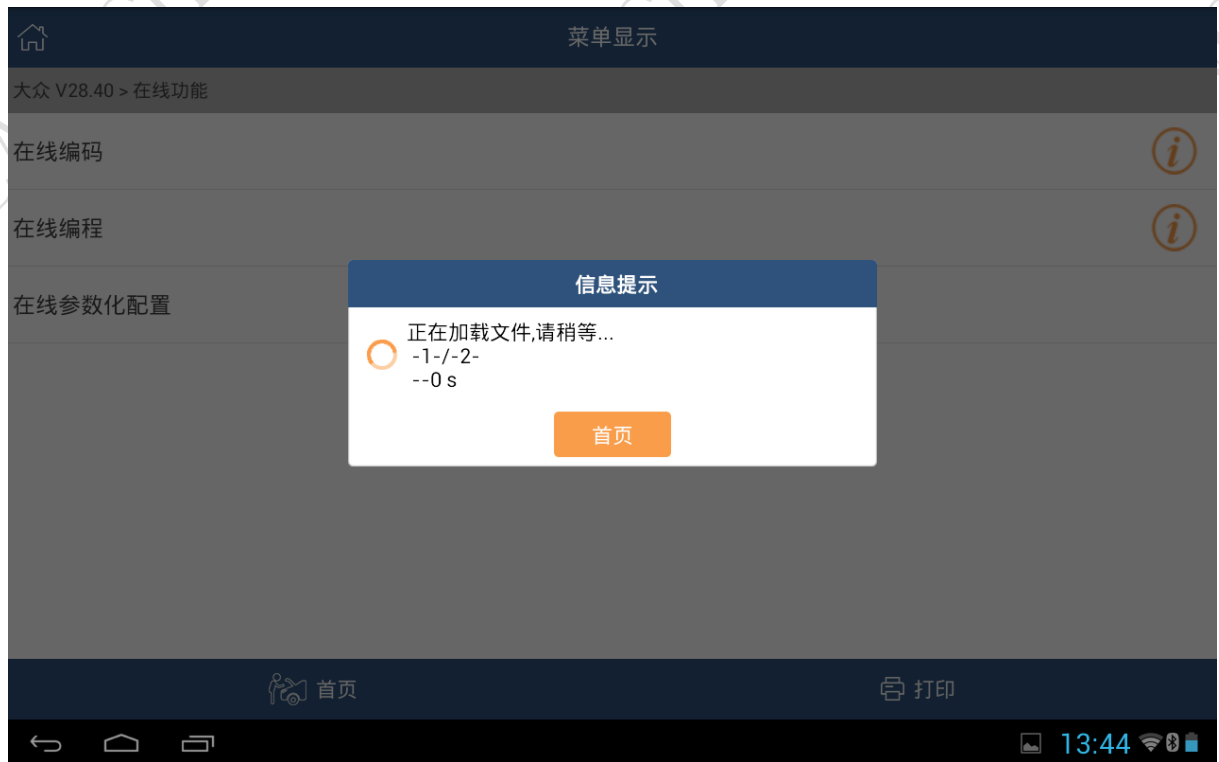 菜单显示
大众 V28.40 > 在线功能
在线编码
在线编程
在线参数化配置
信息提示
正在加载文件,请稍等...
-1-/-2-
--0 s
首页
首页
打印
13:44